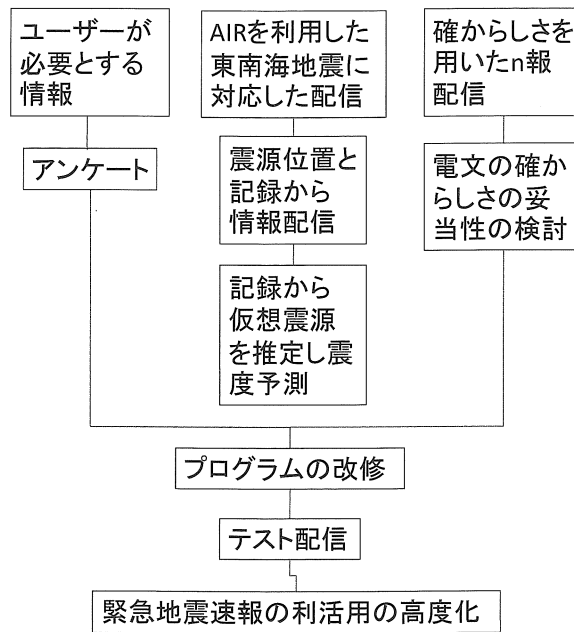 ユーザーが
必要とする
情報
アンケート
AIRを利用した
東南海地震に
対応した配信
震源位置と
記録から
情報配信
記録から
仮想震源
を推定し震
度予測
確からしさを
用いたn報
配信
電文の確か
らしさの妥
当性の検討
プログラムの改修
テスト配信
緊急地震速報の利活用の高度化